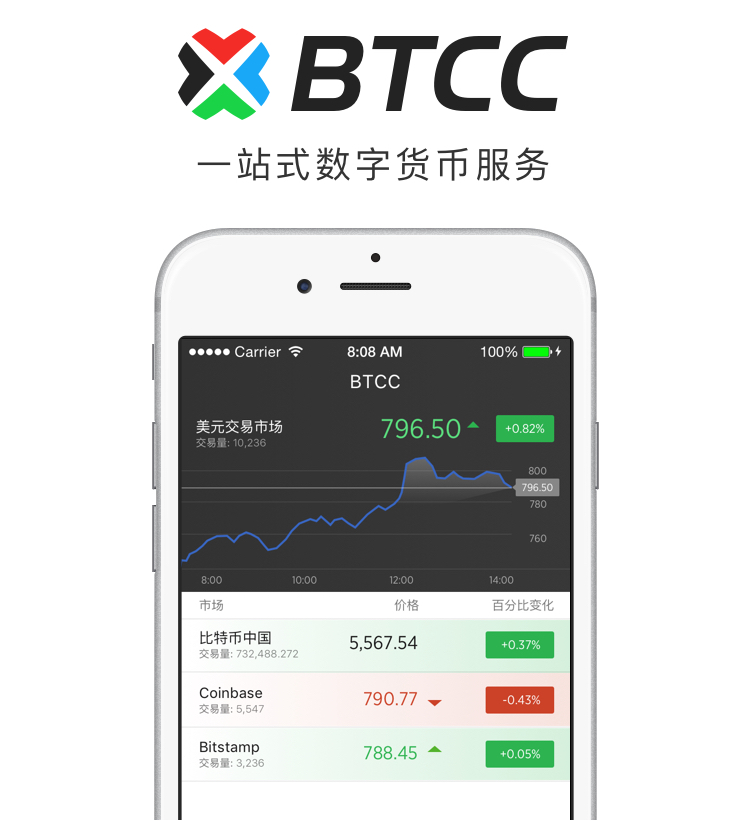 BTCC
一站式数字货币服务
Carrier 8:08 AM 100%
BTCC
美元交易市场 796.50 +0.82%
交易量: 10,236
800
796.50
780
760
8:00 10:00 12:00 14:00
市场 价格 百分比变化
比特币中国 5,567.54 +0.37%
交易量: 732,488.272
Coinbase 790.77 -0.43%
交易量: 5,547
Bitstamp 788.45 +0.05%
交易量: 3,236